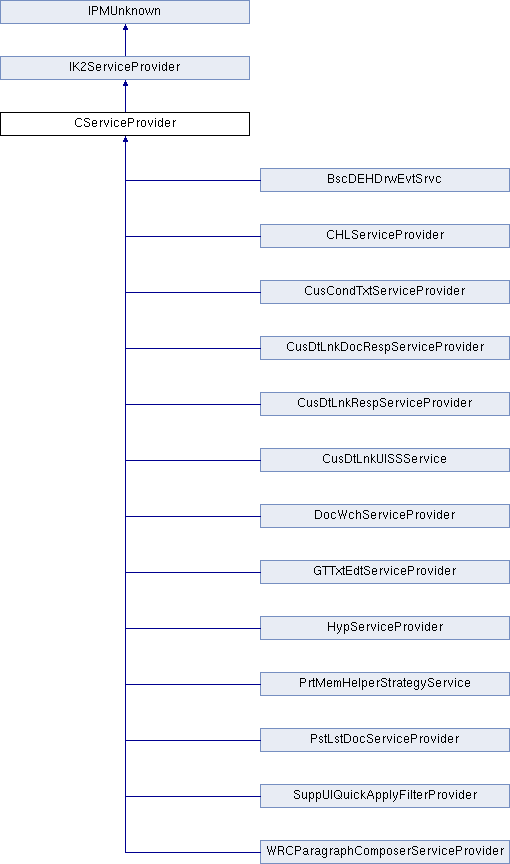 IPMUnknown
IK2ServiceProvider
CServiceProvider
BscDEHDrwEvtSrvc
CHLServiceProvider
CusCondTxtServiceProvider
CusDtLnkDocRespServiceProvider
CusDtLnkRespServiceProvider
CusDtLnkUISSService
DocWchServiceProvider
GTTxtEdtServiceProvider
HypServiceProvider
PrtMemHelperStrategyService
PstLstDocServiceProvider
SuppUIQuickApplyFilterProvider
WRCParagraphComposerServiceProvider